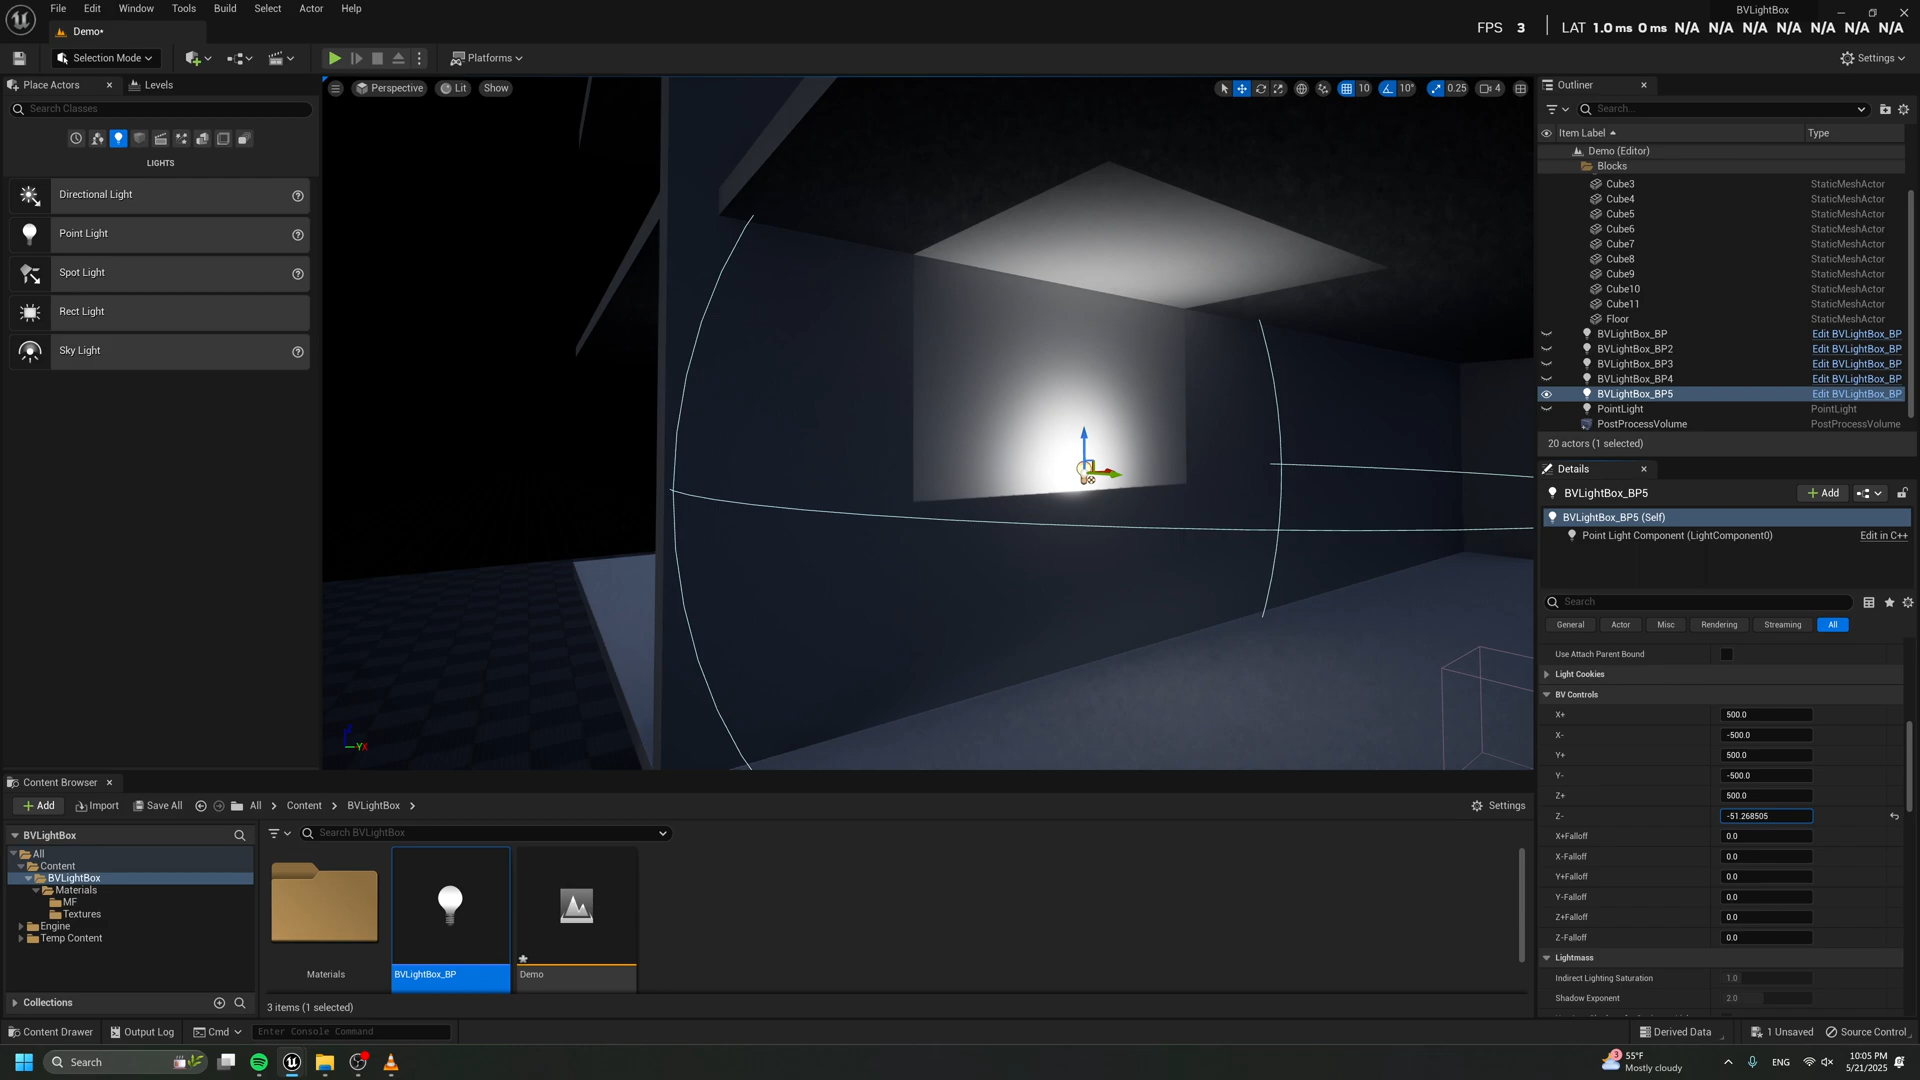 File Edit Window Tools Build Select Actor Help
BVLightBox
Demo*
FPS 3 LAT 1.0 ms 0 ms N/A N/A N/A N/A N/A N/A
Selection Mode
Platforms
Settings
Place Actors
Levels
Search Classes
LIGHTS
Directional Light
Point Light
Spot Light
Rect Light
Sky Light
Perspective Lit Show
10 10° 0.25 4
YX
Outliner
Search...
Item Label Type
Demo (Editor)
Blocks
Cube3 StaticMeshActor
Cube4 StaticMeshActor
Cube5 StaticMeshActor
Cube6 StaticMeshActor
Cube7 StaticMeshActor
Cube8 StaticMeshActor
Cube9 StaticMeshActor
Cube10 StaticMeshActor
Cube11 StaticMeshActor
Floor StaticMeshActor
BVLightBox_BP Edit BVLightBox_BP
BVLightBox_BP2 Edit BVLightBox_BP
BVLightBox_BP3 Edit BVLightBox_BP
BVLightBox_BP4 Edit BVLightBox_BP
BVLightBox_BP5 Edit BVLightBox_BP
PointLight PointLight
PostProcessVolume PostProcessVolume
20 actors (1 selected)
Details
BVLightBox_BP5
Add
BVLightBox_BP5 (Self)
Point Light Component (LightComponent0) Edit in C++
Search
General Actor Misc Rendering Streaming All
Use Attach Parent Bound
Light Cookies
BV Controls
X+ 500.0
X- -500.0
Y+ 500.0
Y- -500.0
Z+ 500.0
Z- -51.268505
X+Falloff 0.0
X-Falloff 0.0
Y+Falloff 0.0
Y-Falloff 0.0
Z+Falloff 0.0
Z-Falloff 0.0
Lightmass
Indirect Lighting Saturation 1.0
Shadow Exponent 2.0
Content Browser
Add Import Save All All Content BVLightBox
Settings
BVLightBox
Search BVLightBox
All
Content
BVLightBox
Materials
MF
Textures
Engine
Temp Content
Collections
Materials
BVLightBox_BP
Demo
3 items (1 selected)
Content Drawer Output Log Cmd Enter Console Command
Derived Data 1 Unsaved Source Control
Search
3
55°F
Mostly cloudy
ENG
10:05 PM
5/21/2025